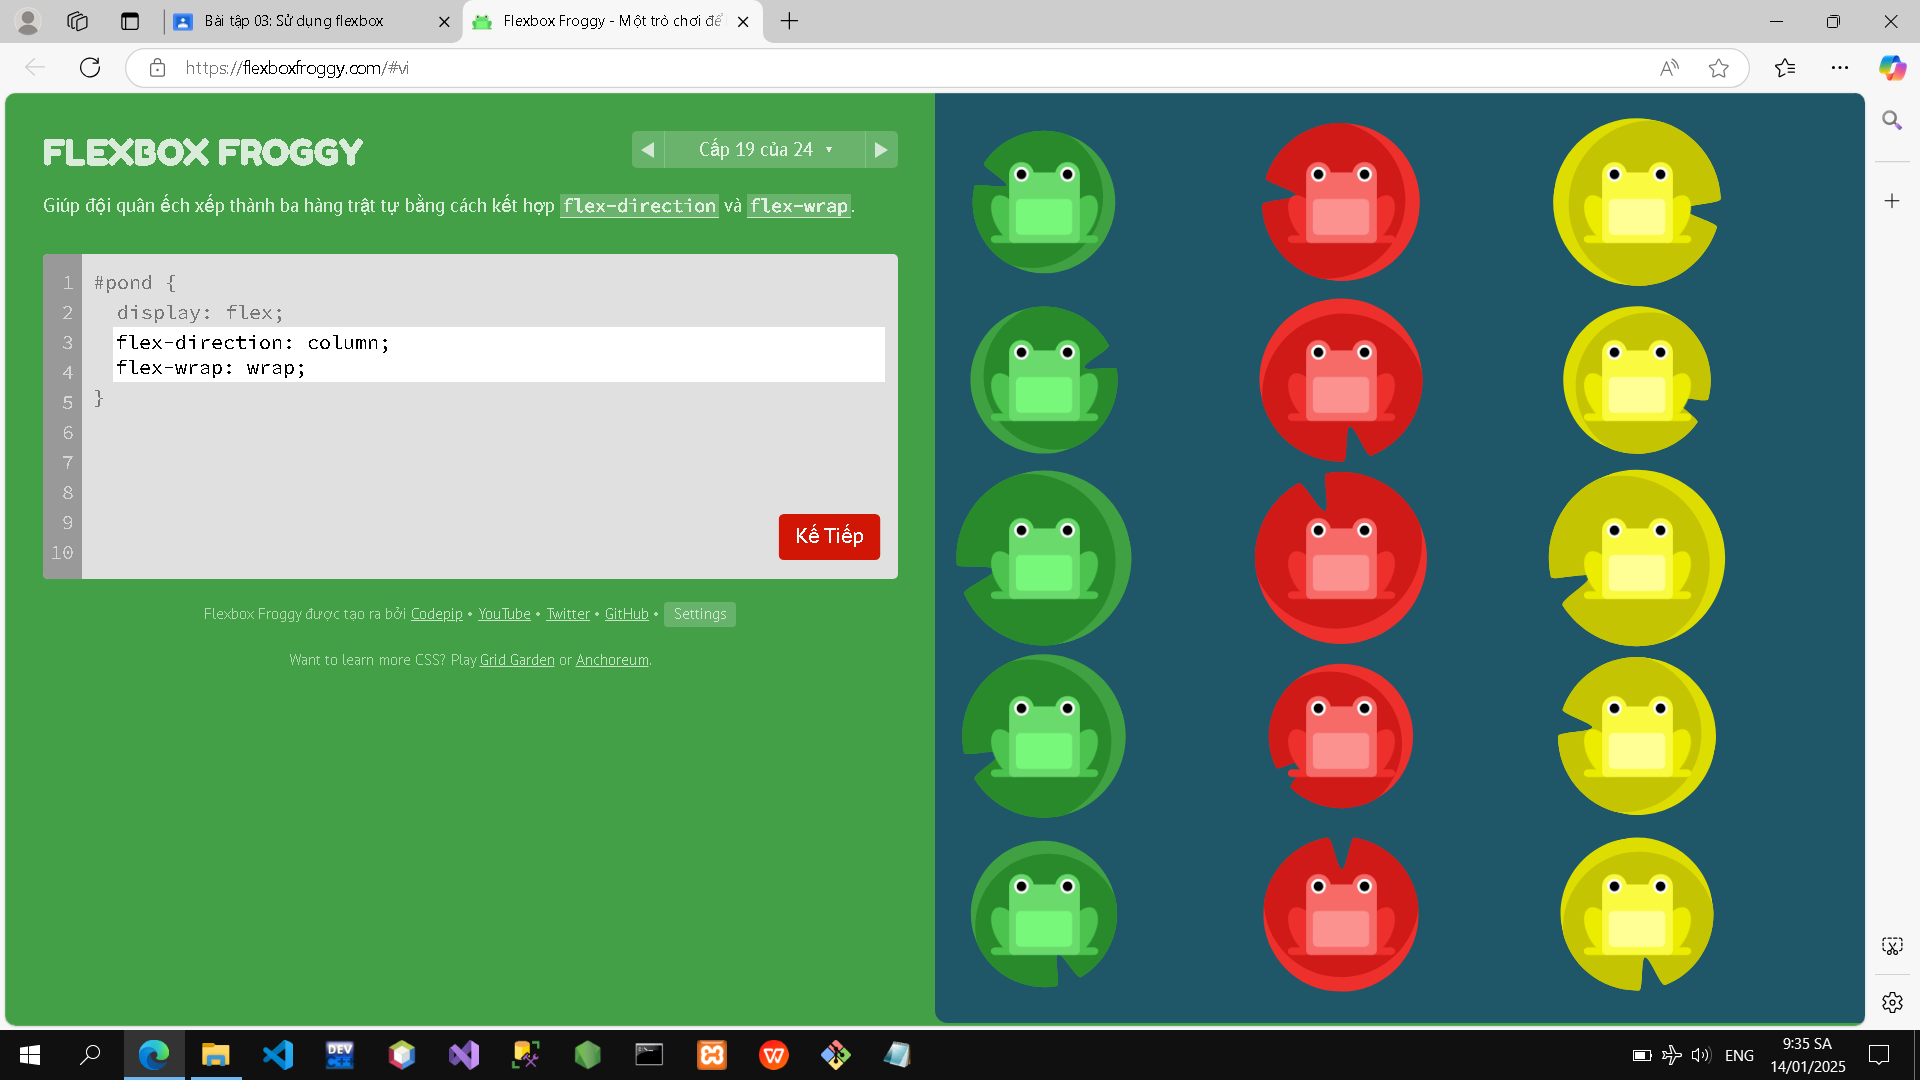 Bài tập 03: Sử dụng flexbox
Flexbox Froggy - Một trò chơi để
https://flexboxfroggy.com/#vi
FLEXBOX FROGGY
Cấp 19 của 24
Giúp đội quân ếch xếp thành ba hàng trật tự bằng cách kết hợp flex-direction và flex-wrap.
1 #pond {
2 display: flex;
3 flex-direction: column;
4 flex-wrap: wrap;
5 }
6
7
8
9
10
Kế Tiếp
Flexbox Froggy được tạo ra bởi Codepip • YouTube • Twitter • GitHub • Settings
Want to learn more CSS? Play Grid Garden or Anchoreum.
DEV
ENG
9:35 SA
14/01/2025